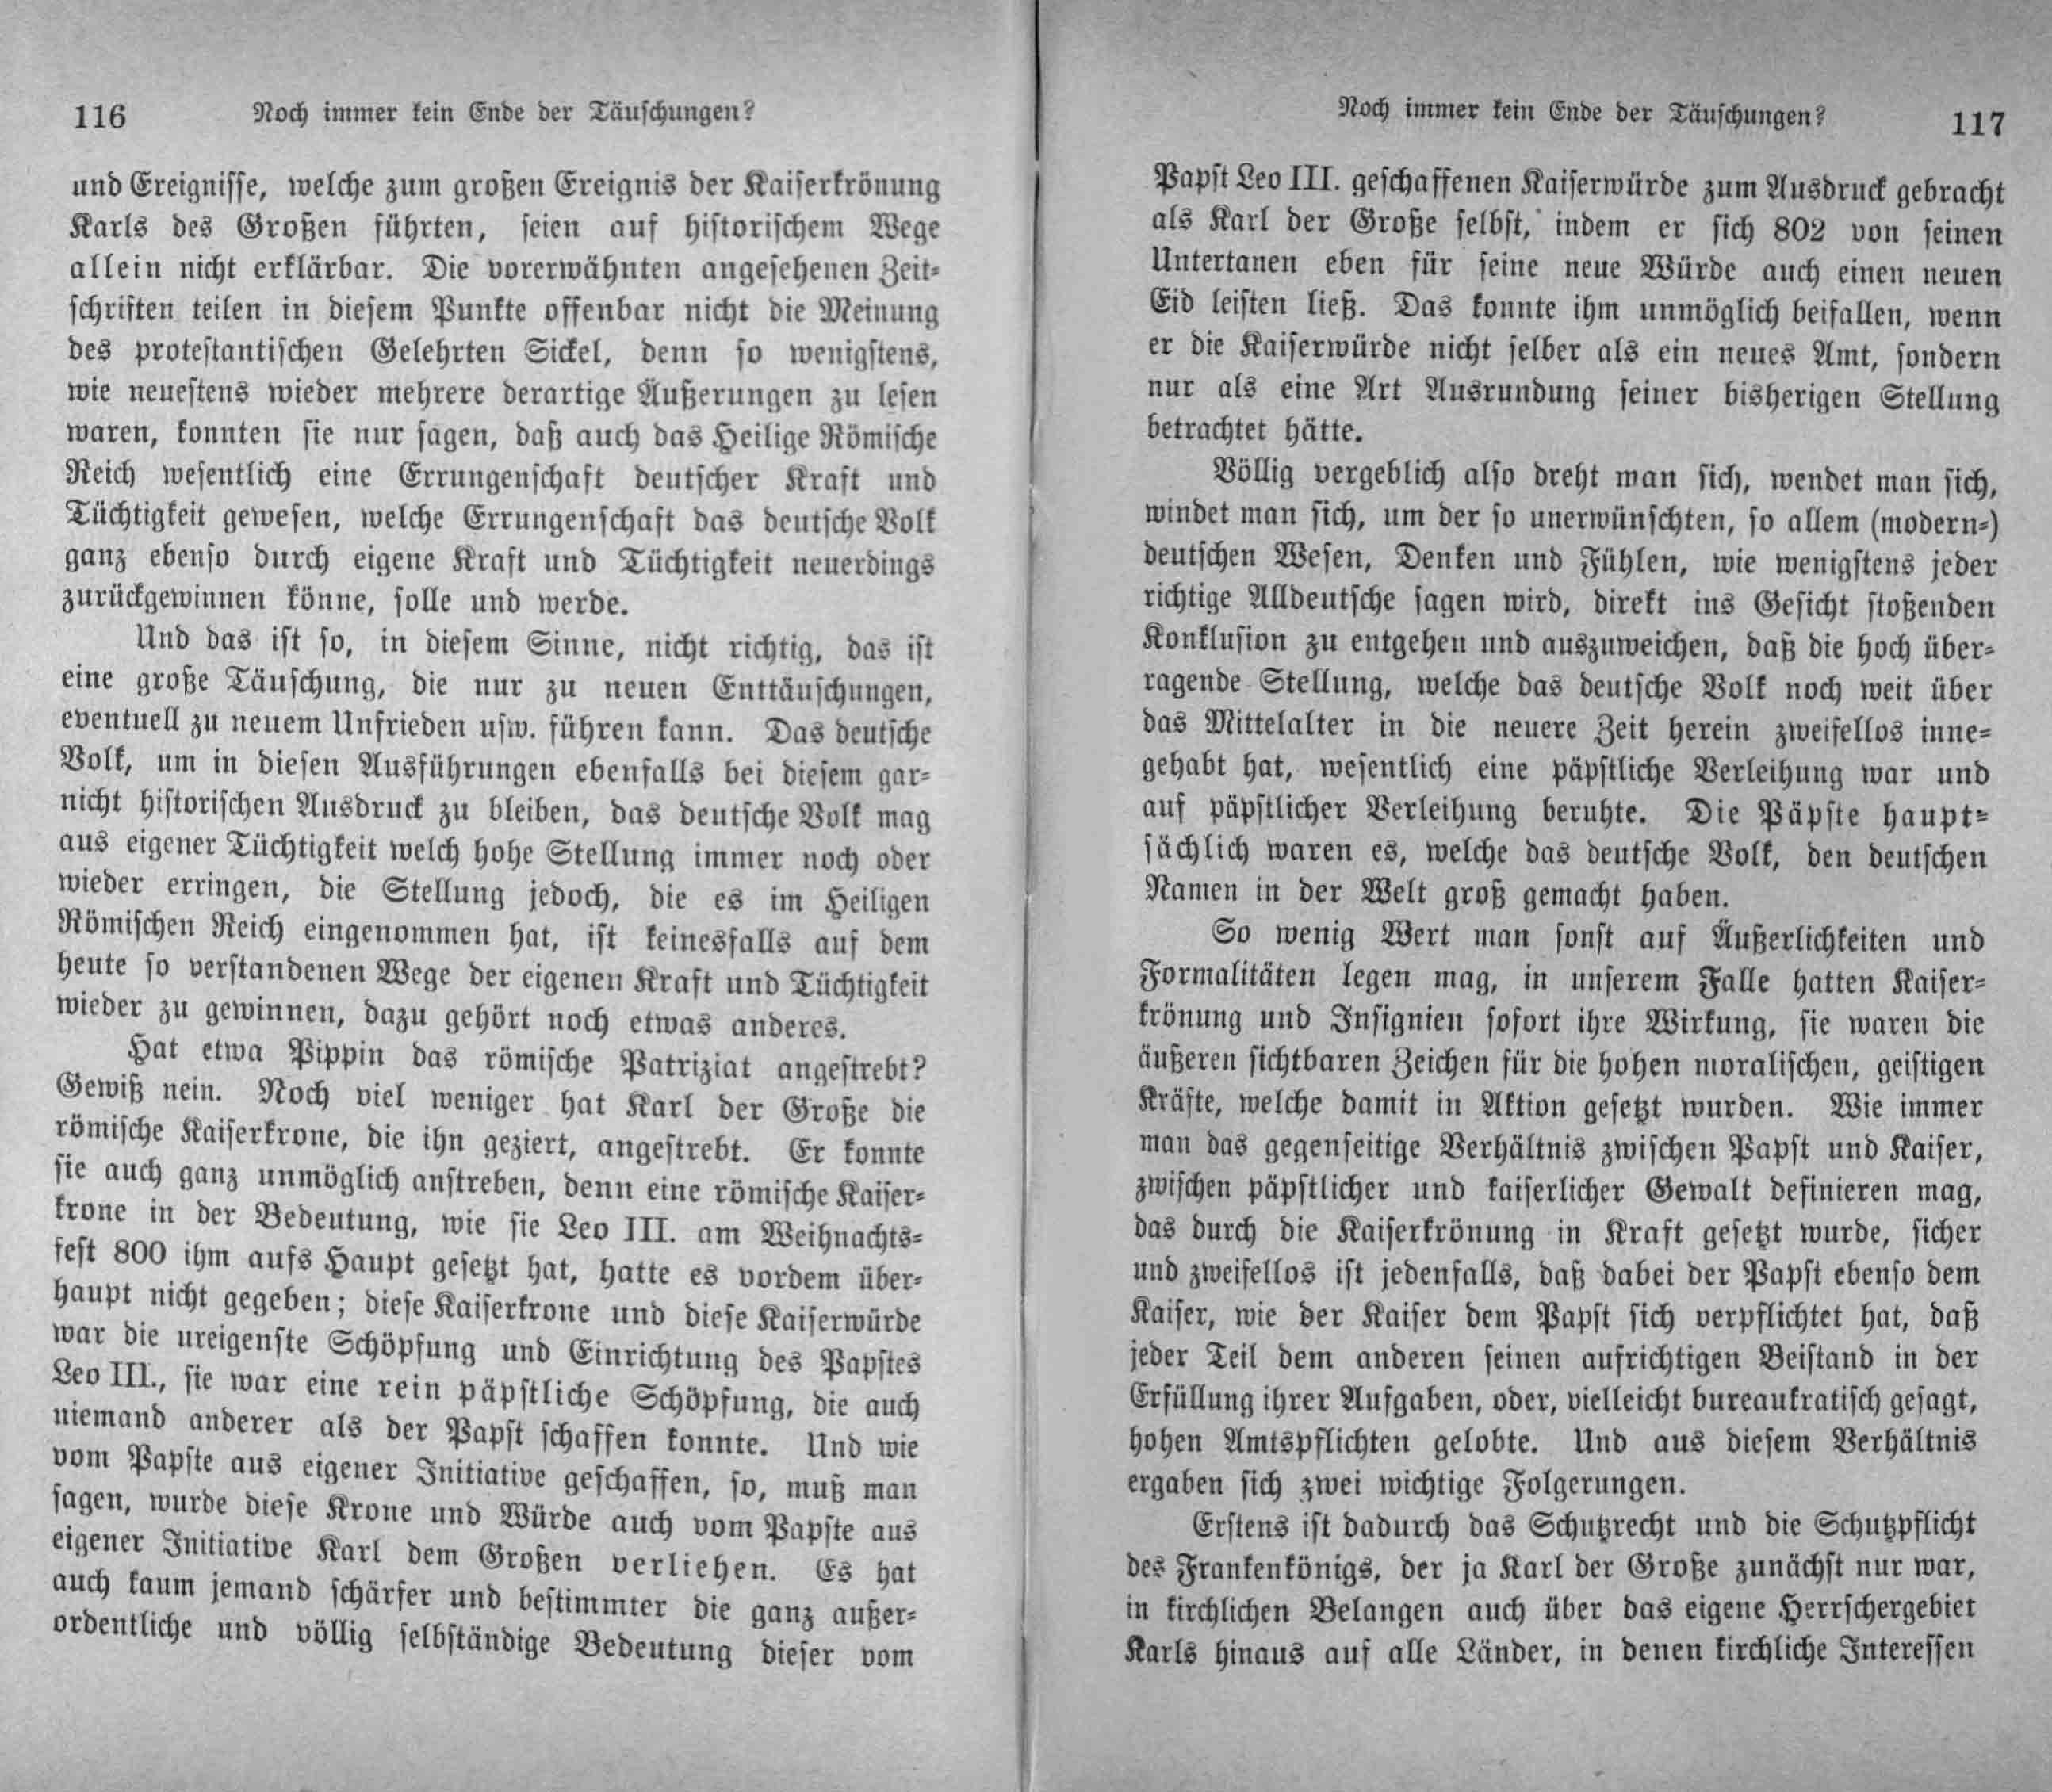 116 Noch immer kein Ende der Täuschungen?
und Ereignisse, welche zum großen Ereignis der Kaiserkrönung
Karls des Großen führten, seien auf historischem Wege
allein nicht erklärbar. Die vorerwähnten angesehenen Zeit-
schriften teilen in diesem Punkte offenbar nicht die Meinung
des protestantischen Gelehrten Sickel, denn so wenigstens,
wie neuestens wieder mehrere derartige Äußerungen zu lesen
waren, konnten sie nur sagen, daß auch das Heilige Römische
Reich wesentlich eine Errungenschaft deutscher Kraft und
Tüchtigkeit gewesen, welche Errungenschaft das deutsche Volk
ganz ebenso durch eigene Kraft und Tüchtigkeit neuerdings
zurückgewinnen könne, solle und werde.
Und das ist so, in diesem Sinne, nicht richtig, das ist
eine große Täuschung, die nur zu neuen Enttäuschungen,
eventuell zu neuem Unfrieden usw. führen kann. Das deutsche
Volk, um in diesen Ausführungen ebenfalls bei diesem gar-
nicht historischen Ausdruck zu bleiben, das deutsche Volk mag
aus eigener Tüchtigkeit welch hohe Stellung immer noch oder
wieder erringen, die Stellung jedoch, die es im Heiligen
Römischen Reich eingenommen hat, ist keinesfalls auf dem
heute so verstandenen Wege der eigenen Kraft und Tüchtigkeit
wieder zu gewinnen, dazu gehört noch etwas anderes.
Hat etwa Pippin das römische Patriziat angestrebt?
Gewiß nein. Noch viel weniger hat Karl der Große die
römische Kaiserkrone, die ihn geziert, angestrebt. Er konnte
sie auch ganz unmöglich anstreben, denn eine römische Kaiser-
krone in der Bedeutung, wie sie Leo III. am Weihnachts-
fest 800 ihm aufs Haupt gesetzt hat, hatte es vordem über-
haupt nicht gegeben; diese Kaiserkrone und diese Kaiserwürde
war die ureigenste Schöpfung und Einrichtung des Papstes
Leo III., sie war eine rein päpstliche Schöpfung, die auch
niemand anderer als der Papst schaffen konnte. Und wie
vom Papste aus eigener Initiative geschaffen, so, muß man
sagen, wurde diese Krone und Würde auch vom Papste aus
eigener Initiative Karl dem Großen verliehen. Es hat
auch kaum jemand schärfer und bestimmter die ganz außer-
ordentliche und völlig selbständige Bedeutung dieser vom
Noch immer kein Ende der Täuschungen? 117
Papst Leo III. geschaffenen Kaiserwürde zum Ausdruck gebracht
als Karl der Große selbst, indem er sich 802 von seinen
Untertanen eben für seine neue Würde auch einen neuen
Eid leisten ließ. Das konnte ihm unmöglich beifallen, wenn
er die Kaiserwürde nicht selber als ein neues Amt, sondern
nur als eine Art Ausrundung seiner bisherigen Stellung
betrachtet hätte.
Völlig vergeblich also dreht man sich, wendet man sich,
windet man sich, um der so unerwünschten, so allem (modern-)
deutschen Wesen, Denken und Fühlen, wie wenigstens jeder
richtige Alldeutsche sagen wird, direkt ins Gesicht stoßenden
Konklusion zu entgehen und auszuweichen, daß die hoch über-
ragende Stellung, welche das deutsche Volk noch weit über
das Mittelalter in die neuere Zeit herein zweifellos inne-
gehabt hat, wesentlich eine päpstliche Verleihung war und
auf päpstlicher Verleihung beruhte. Die Päpste haupt-
sächlich waren es, welche das deutsche Volk, den deutschen
Namen in der Welt groß gemacht haben.
So wenig Wert man sonst auf Äußerlichkeiten und
Formalitäten legen mag, in unserem Falle hatten Kaiser-
krönung und Insignien sofort ihre Wirkung, sie waren die
äußeren sichtbaren Zeichen für die hohen moralischen, geistigen
Kräfte, welche damit in Aktion gesetzt wurden. Wie immer
man das gegenseitige Verhältnis zwischen Papst und Kaiser,
zwischen päpstlicher und kaiserlicher Gewalt definieren mag,
das durch die Kaiserkrönung in Kraft gesetzt wurde, sicher
und zweifellos ist jedenfalls, daß dabei der Papst ebenso dem
Kaiser, wie der Kaiser dem Papst sich verpflichtet hat, daß
jeder Teil dem anderen seinen aufrichtigen Beistand in der
Erfüllung ihrer Aufgaben, oder, vielleicht bureaukratisch gesagt,
hohen Amtspflichten gelobte. Und aus diesem Verhältnis
ergaben sich zwei wichtige Folgerungen.
Erstens ist dadurch das Schutzrecht und die Schutzpflicht
des Frankenkönigs, der ja Karl der Große zunächst nur war,
in kirchlichen Belangen auch über das eigene Herrschergebiet
Karls hinaus auf alle Länder, in denen kirchliche Interessen